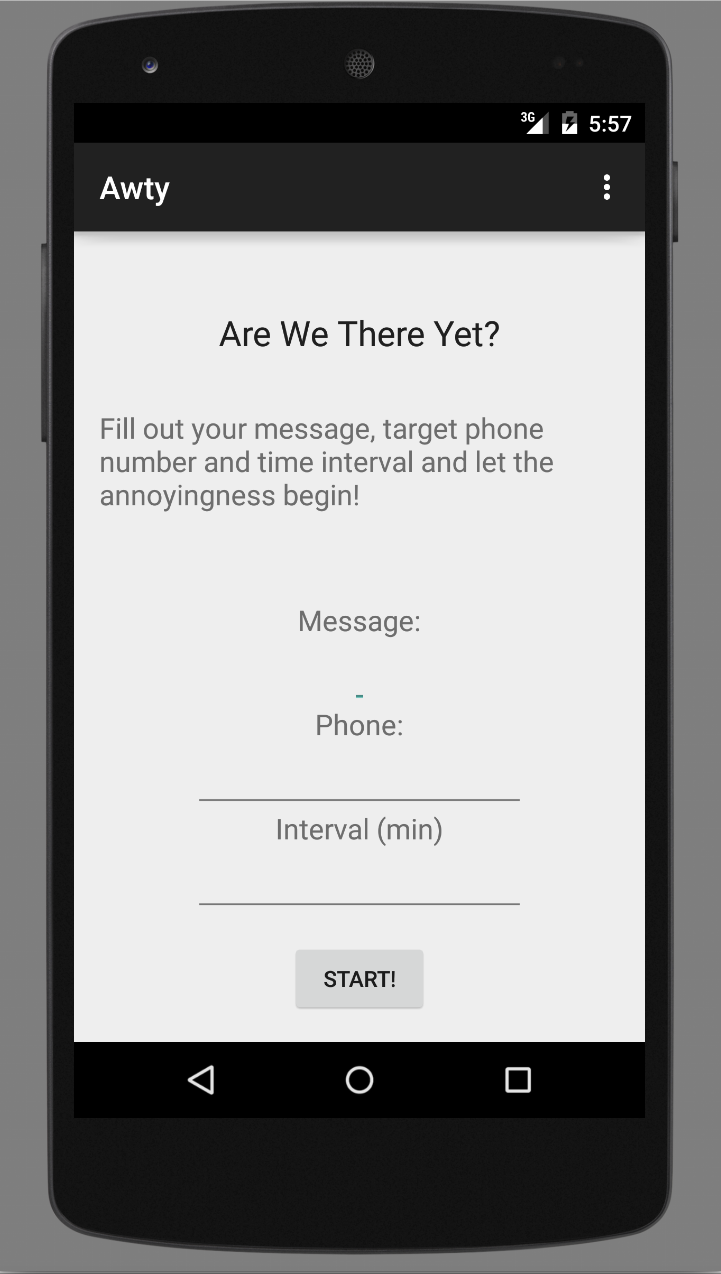 3G 5:57
Awty
Are We There Yet?
Fill out your message, target phone
number and time interval and let the
annoyingness begin!
Message:
Phone:
Interval (min)
START!